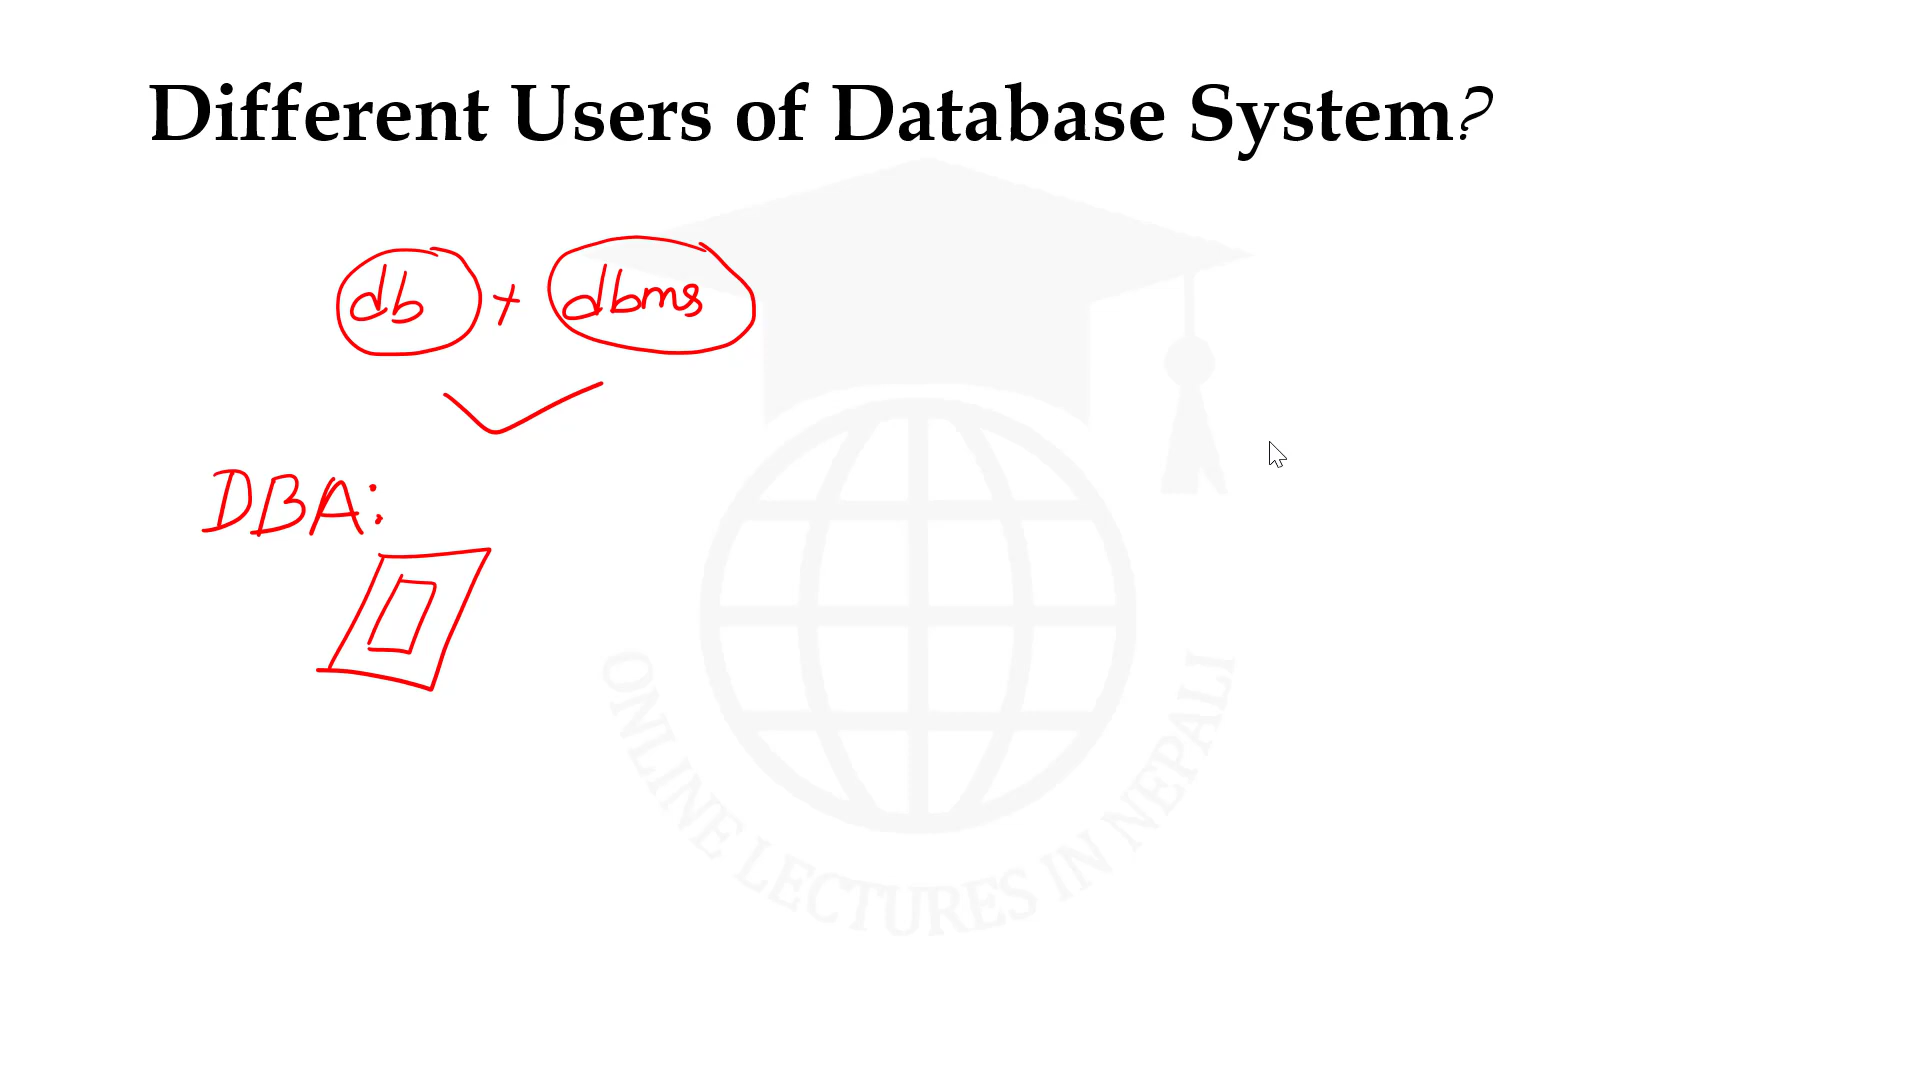 Different Users of Database System?
db + dbms
DBA:
ONLINE LECTURES IN NEPALI